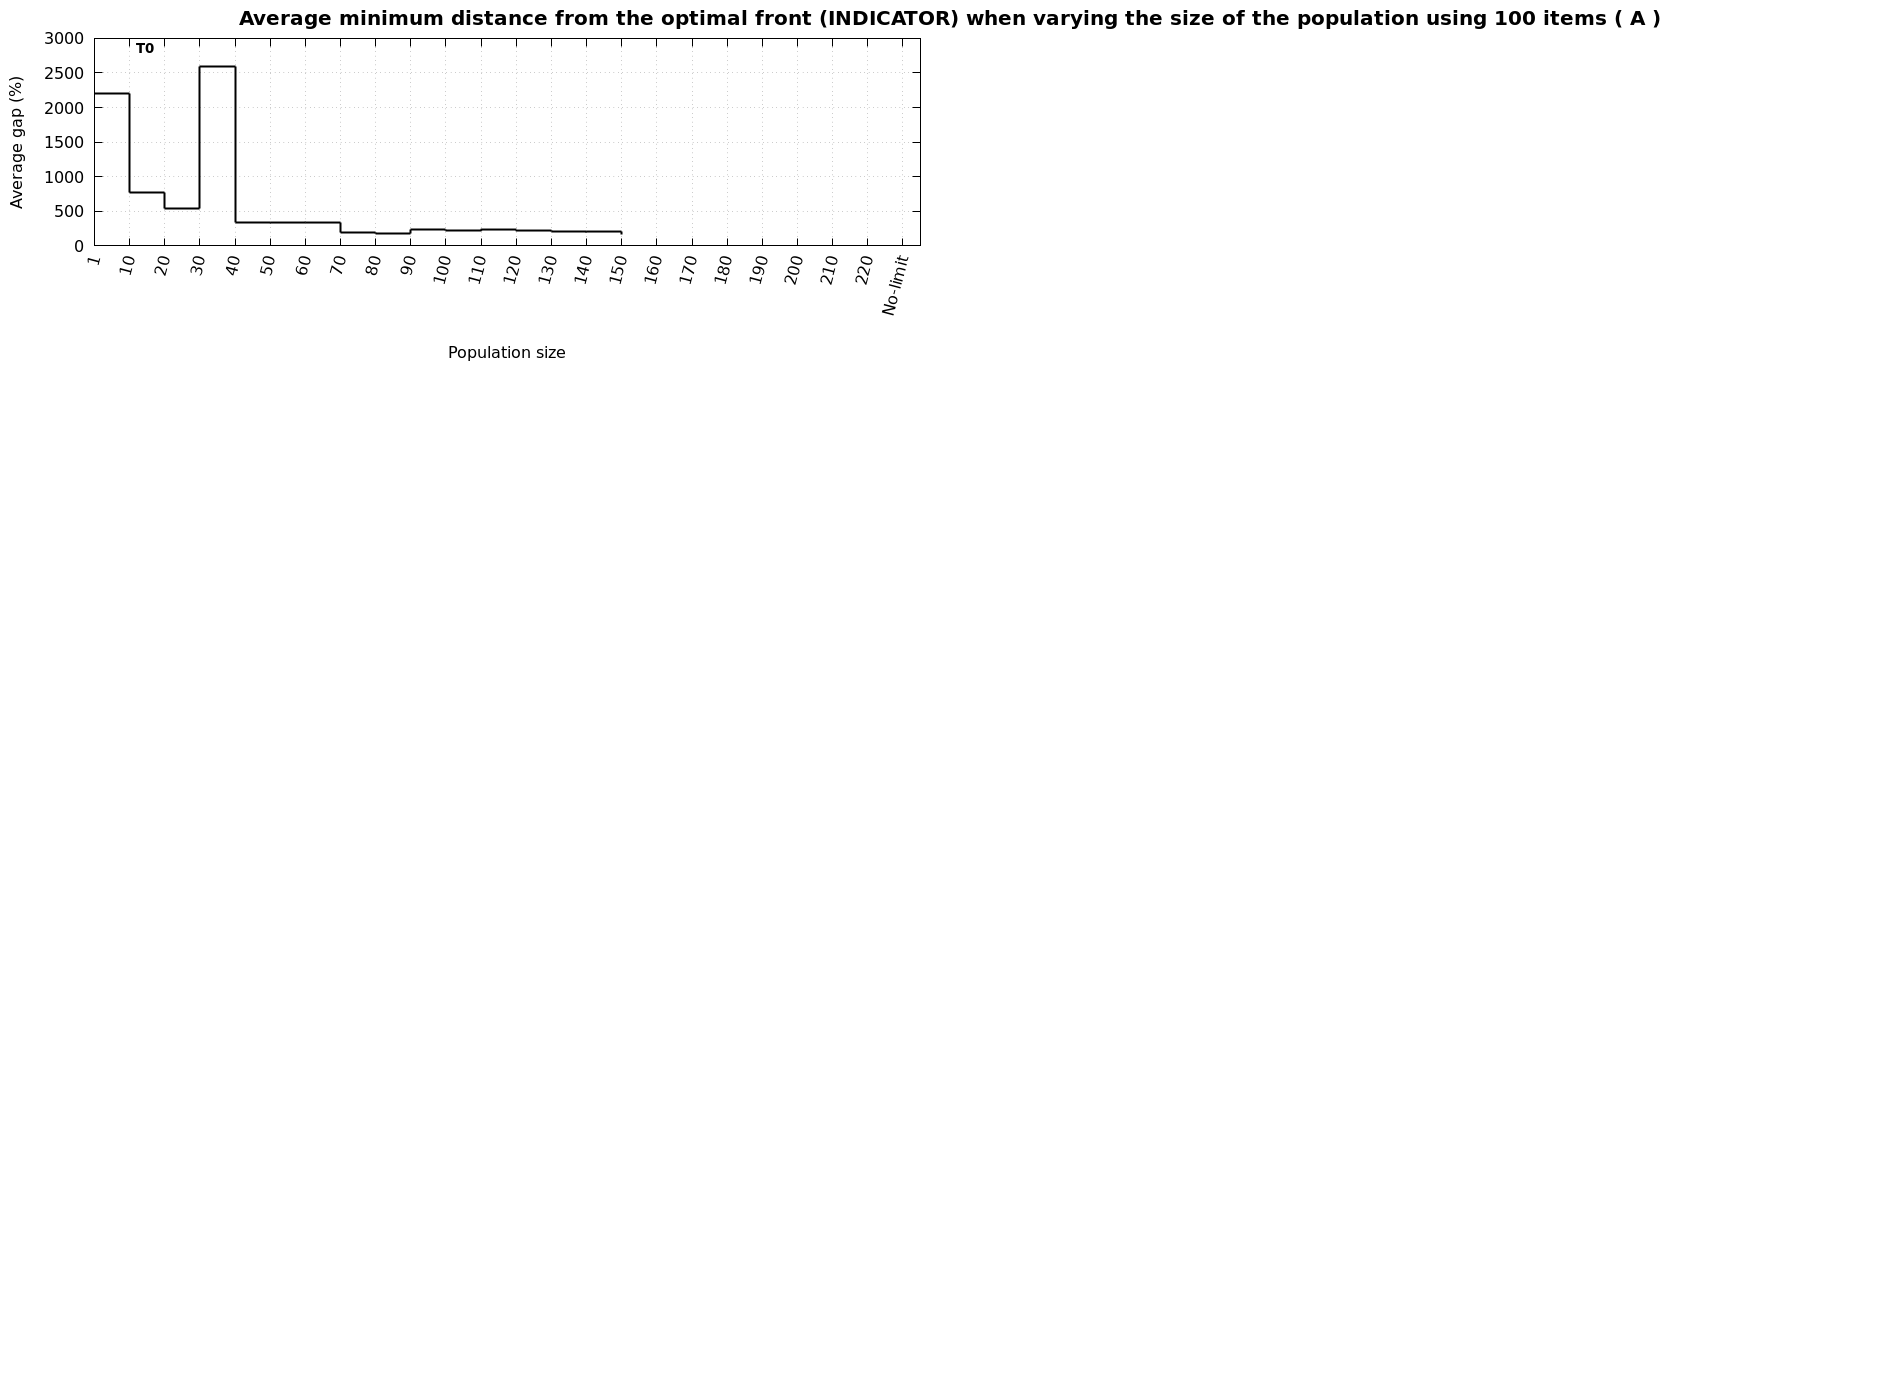 Average minimum distance from the optimal front (INDICATOR) when varying the size of the population using 100 items ( A )
T0
3000
2500
2000
1500
1000
500
0
Average gap (%)
1 10 20 30 40 50 60 70 80 90 100 110 120 130 140 150 160 170 180 190 200 210 220 No-limit
Population size